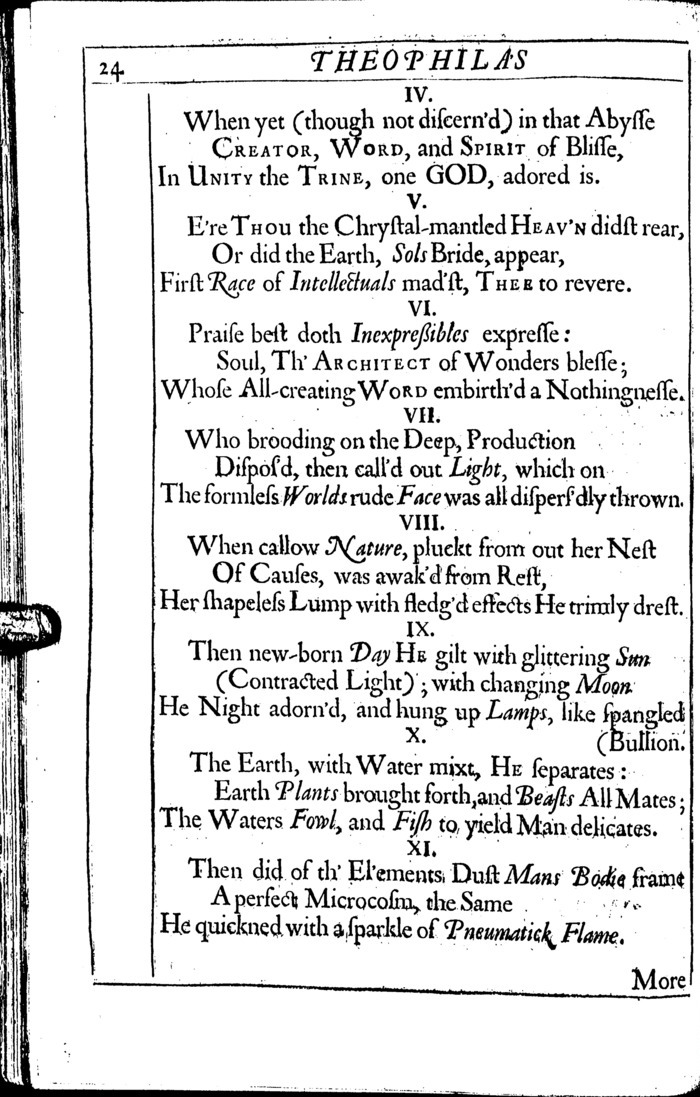 24
THEOPHILAS
IV.
When yet (though not diſcern'd) in that Abyſſe
CREATOR, WORD, and SPIRIT of Bliſſe,
In UNITY the TRINE, one GOD, adored is.
V.
E're THOU the Chryſtal-mantled HEAV'N didſt rear,
Or did the Earth, Sols Bride, appear,
Firſt Race of Intellectuals mad'ſt, THEE to revere.
VI.
Praiſe beſt doth Inexpreßibles expreſſe:
Soul, Th' ARCHITECT of Wonders bleſſe;
Whoſe All-creating WORD embirth'd a Nothingneſſe.
VII.
Who brooding on the Deep, Production
Diſpoſ'd, then call'd out Light, which on
The formleſs Worlds rude Face was all diſperſ'dly thrown.
VIII.
When callow Nature, pluckt from out her Neſt
Of Cauſes, was awak'd from Reſt,
Her ſhapeleſs Lump with fledg'd effects He trimly dreſt.
IX.
Then new-born Day HE gilt with glittering Sun
(Contracted Light); with changing Moon
He Night adorn'd, and hung up Lamps, like ſpangled
(Bullion.
X.
The Earth, with Water mixt, HE ſeparates:
Earth Plants brought forth, and Beaſts All Mates;
The Waters Fowl, and Fiſh to yield Man delicates.
XI.
Then did of th' El'ements Duſt Mans Bodie frame
A perfect Microcoſm, the Same
He quickned with a ſparkle of Pneumatick Flame.
More